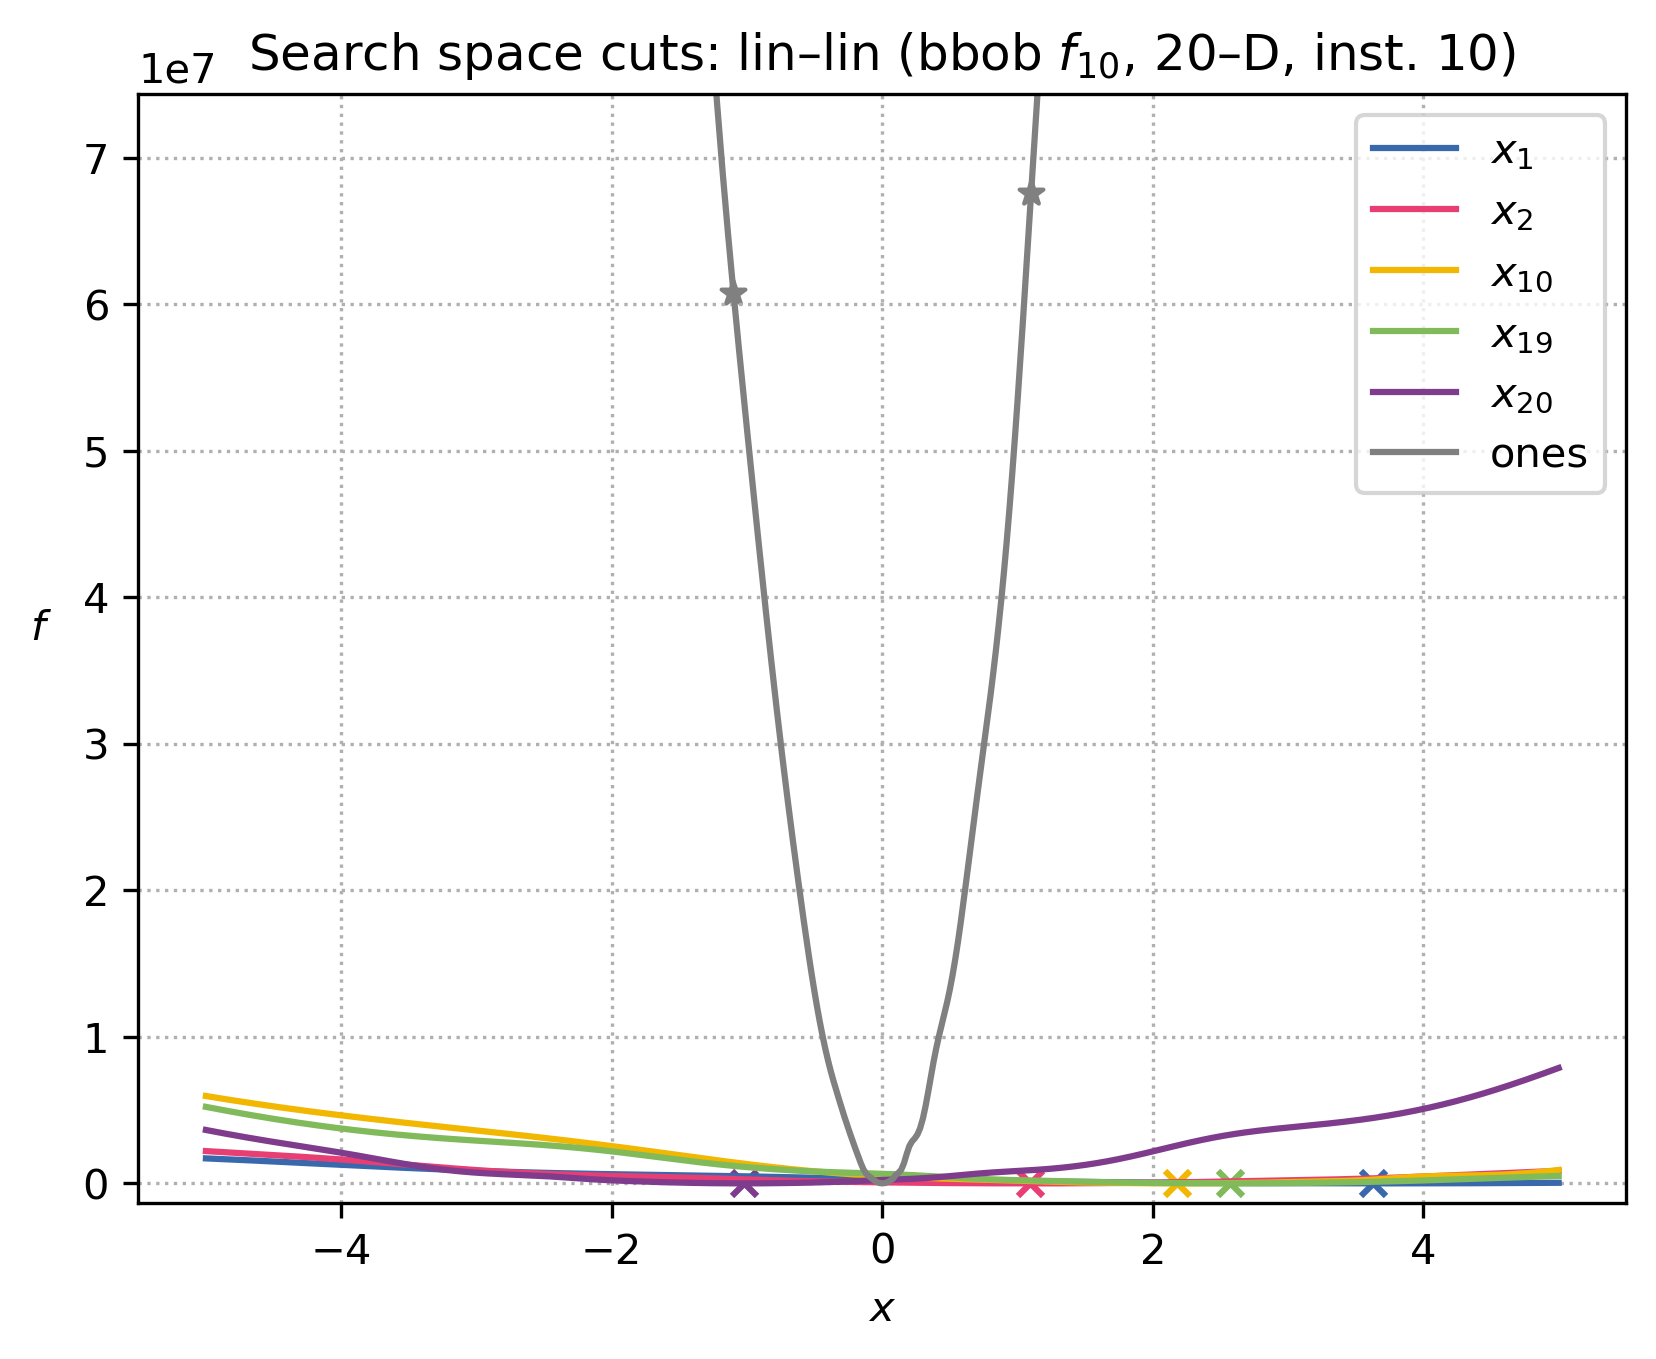 Search space cuts: lin–lin (bbob f₁₀, 20–D, inst. 10)
1e7
7
6
5
4
3
2
1
0
f
−4 −2 0 2 4
x
x₁
x₂
x₁₀
x₁₉
x₂₀
ones